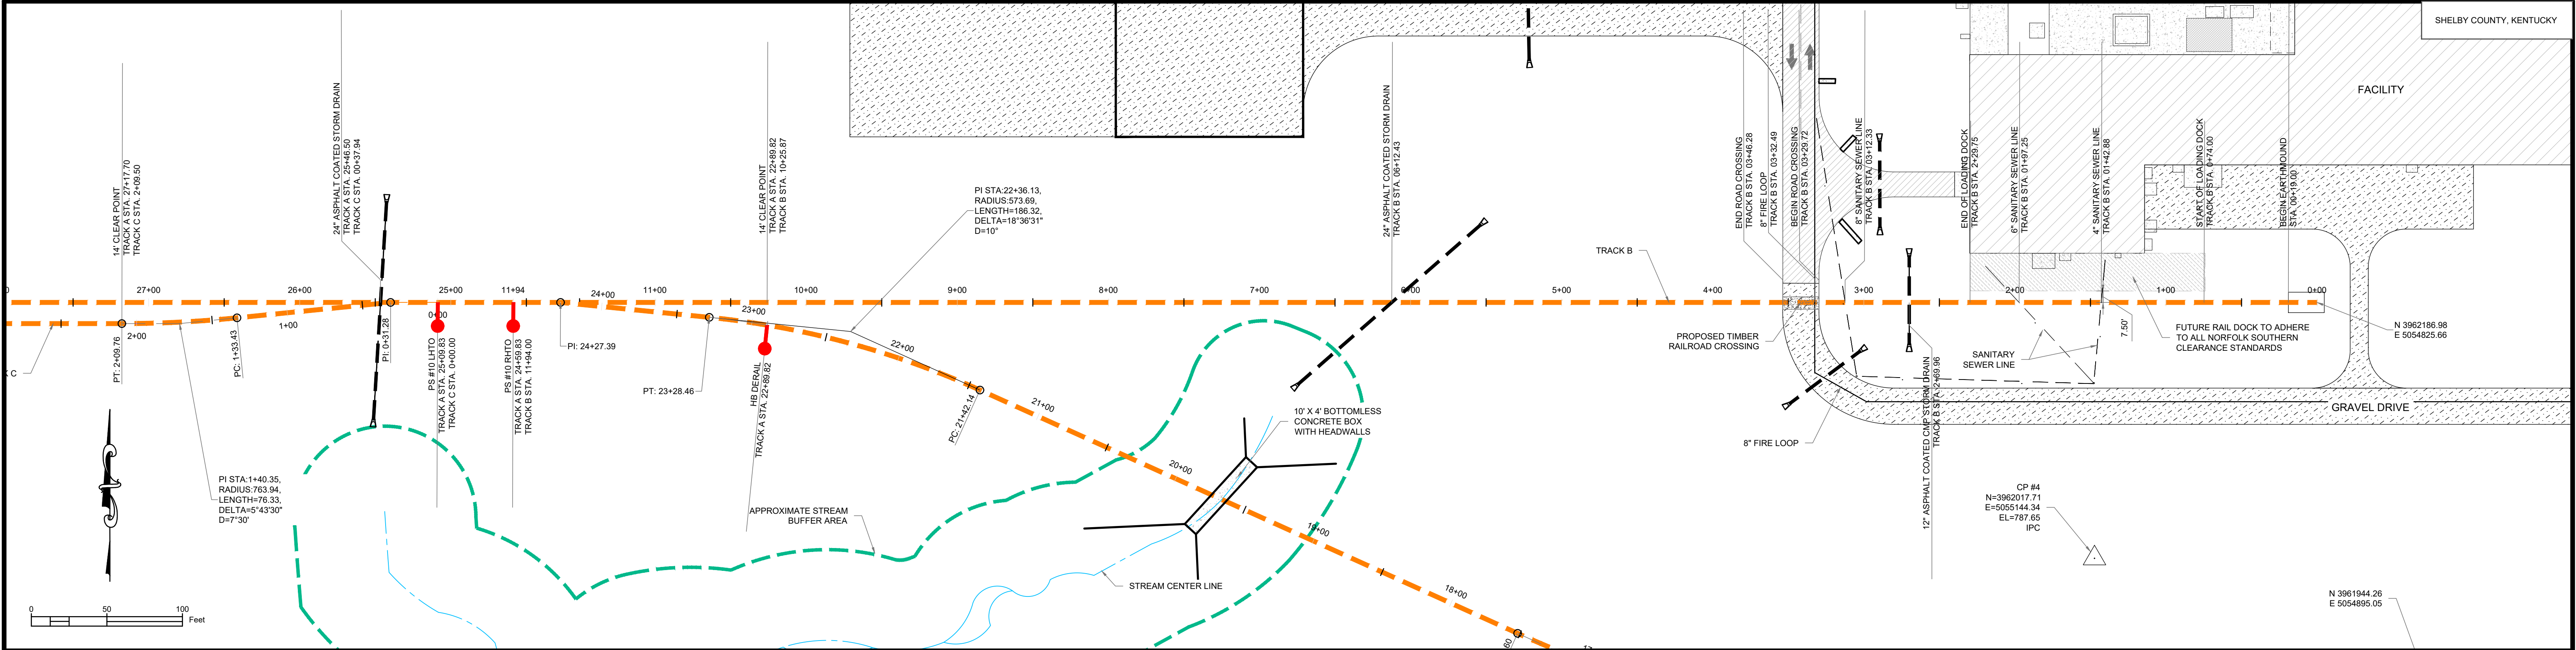 SHELBY COUNTY, KENTUCKY
FACILITY
14' CLEAR POINT
TRACK A STA. 27+17.70
TRACK C STA. 2+09.50
24" ASPHALT COATED STORM DRAIN
TRACK A STA. 25+46.50
TRACK C STA. 00+37.94
14' CLEAR POINT
TRACK A STA. 22+89.82
TRACK B STA. 10+25.87
PI STA:22+36.13,
RADIUS:573.69,
LENGTH=186.32,
DELTA=18°36'31"
D=10°
24" ASPHALT COATED STORM DRAIN
TRACK B STA. 06+12.43
TRACK B
END ROAD CROSSING
TRACK B STA. 03+46.28
8" FIRE LOOP
TRACK B STA. 03+32.49
BEGIN ROAD CROSSING
TRACK B STA. 03+29.72
8" SANITARY SEWER LINE
TRACK B STA. 03+12.33
END OF LOADING DOCK
TRACK B STA. 2+29.75
6" SANITARY SEWER LINE
TRACK B STA. 01+97.25
4" SANITARY SEWER LINE
TRACK B STA. 01+42.88
START OF LOADING DOCK
TRACK B STA. 0+74.00
BEGIN EARTH MOUND
STA. 00+19.00
0
27+00
26+00
25+00
11+94
24+00
11+00
10+00
9+00
8+00
7+00
6+00
5+00
4+00
3+00
2+00
1+00
0+00
2+00
1+00
0+00
23+00
22+00
21+00
20+00
19+00
18+00
17
60
K C
PT: 2+09.76
PC: 1+33.43
PI: 0+31.28
PS #10 LHTO
TRACK A STA. 25+09.83
TRACK C STA. 0+00.00
PS #10 RHTO
TRACK A STA. 24+59.83
TRACK B STA. 11+94.00
PI: 24+27.39
PT: 23+28.46
HB DERAIL
TRACK A STA. 22+89.82
PC: 21+42.14
PI STA:1+40.35,
RADIUS:763.94,
LENGTH=76.33,
DELTA=5°43'30"
D=7°30'
APPROXIMATE STREAM
BUFFER AREA
10' X 4' BOTTOMLESS
CONCRETE BOX
WITH HEADWALLS
STREAM CENTER LINE
PROPOSED TIMBER
RAILROAD CROSSING
8" FIRE LOOP
12" ASPHALT COATED CMP STORM DRAIN
TRACK B STA. 2+69.96
SANITARY
SEWER LINE
7.50'
FUTURE RAIL DOCK TO ADHERE
TO ALL NORFOLK SOUTHERN
CLEARANCE STANDARDS
N 3962186.98
E 5054825.66
GRAVEL DRIVE
CP #4
N=3962017.71
E=5055144.34
EL=787.65
IPC
N 3961944.26
E 5054895.05
0
50
100
Feet